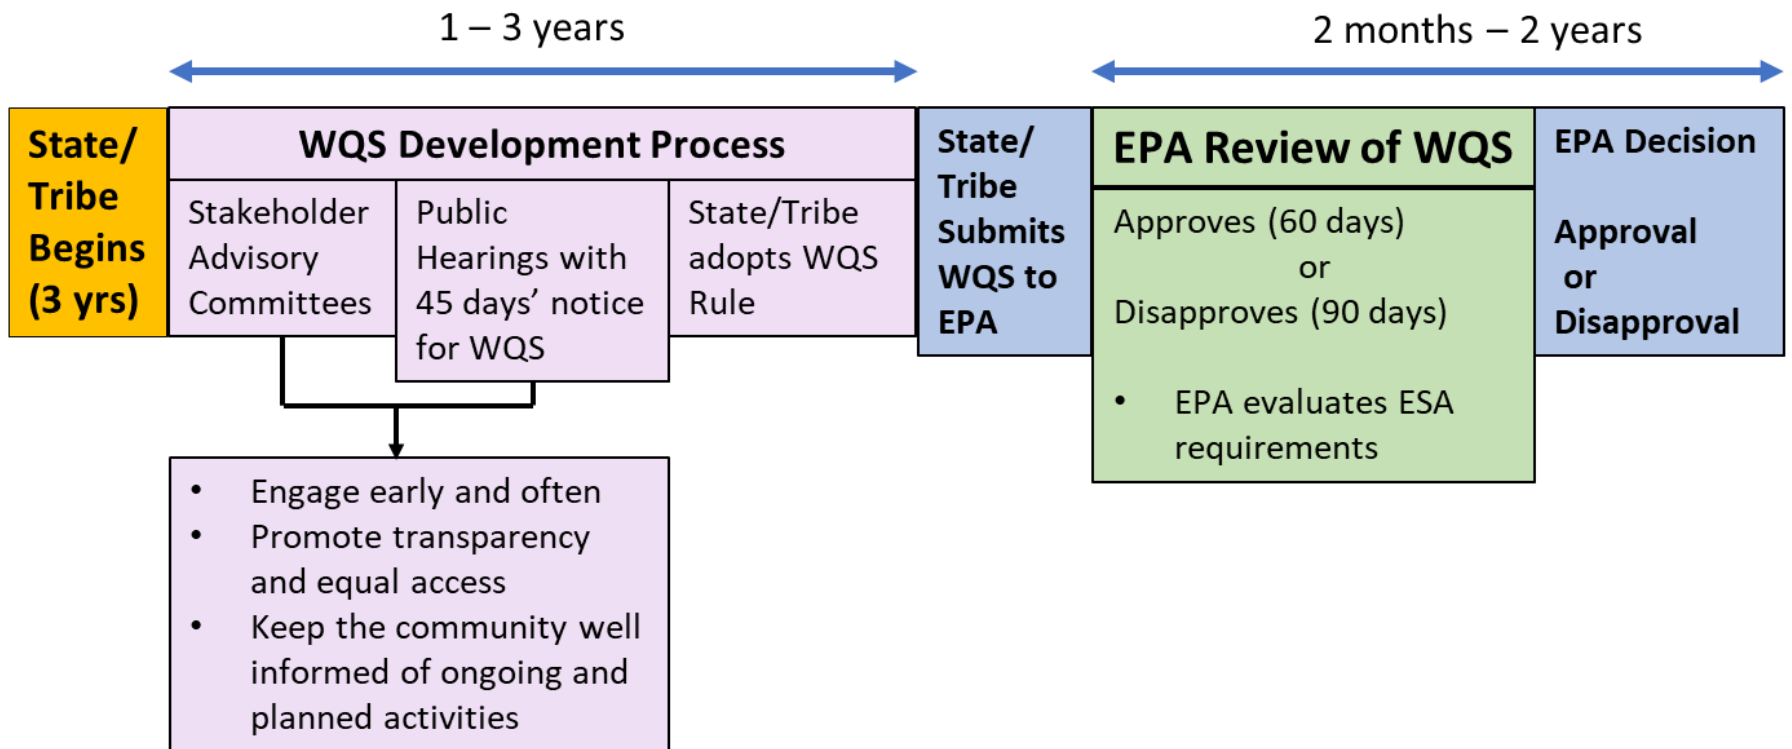 1 – 3 years
2 months – 2 years
State/
Tribe
Begins
(3 yrs)
WQS Development Process
Stakeholder
Advisory
Committees
Public
Hearings with
45 days’ notice
for WQS
State/Tribe
adopts WQS
Rule
State/
Tribe
Submits
WQS to
EPA
EPA Review of WQS
Approves (60 days)
or
Disapproves (90 days)
• EPA evaluates ESA
requirements
EPA Decision
Approval
or
Disapproval
• Engage early and often
• Promote transparency
and equal access
• Keep the community well
informed of ongoing and
planned activities